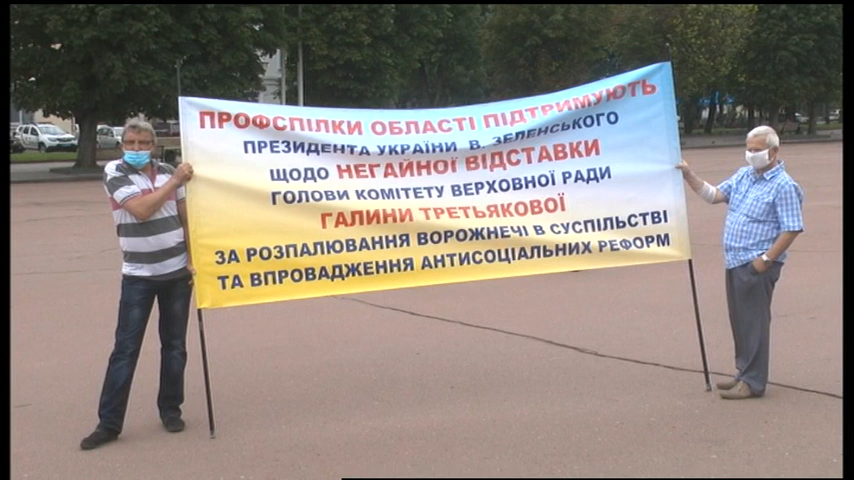 ПРОФСПІЛКИ ОБЛАСТІ ПІДТРИМУЮТЬ
ПРЕЗИДЕНТА УКРАЇНИ В. ЗЕЛЕНСЬКОГО
ЩОДО НЕГАЙНОЇ ВІДСТАВКИ
ГОЛОВИ КОМІТЕТУ ВЕРХОВНОЇ РАДИ
ГАЛИНИ ТРЕТЬЯКОВОЇ
ЗА РОЗПАЛЮВАННЯ ВОРОЖНЕЧІ В СУСПІЛЬСТВІ
ТА ВПРОВАДЖЕННЯ АНТИСОЦІАЛЬНИХ РЕФОРМ